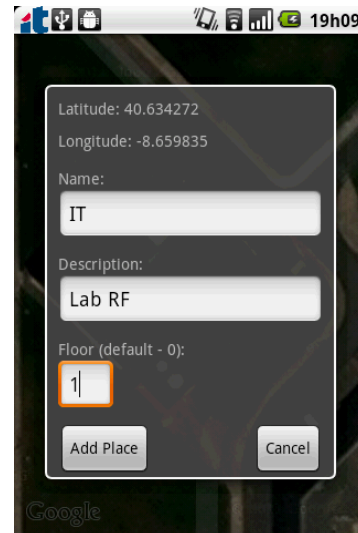 it 19h09
Latitude: 40.634272
Longitude: -8.659835
Name:
IT
Description:
Lab RF
Floor (default - 0):
1
Add Place Cancel
Google